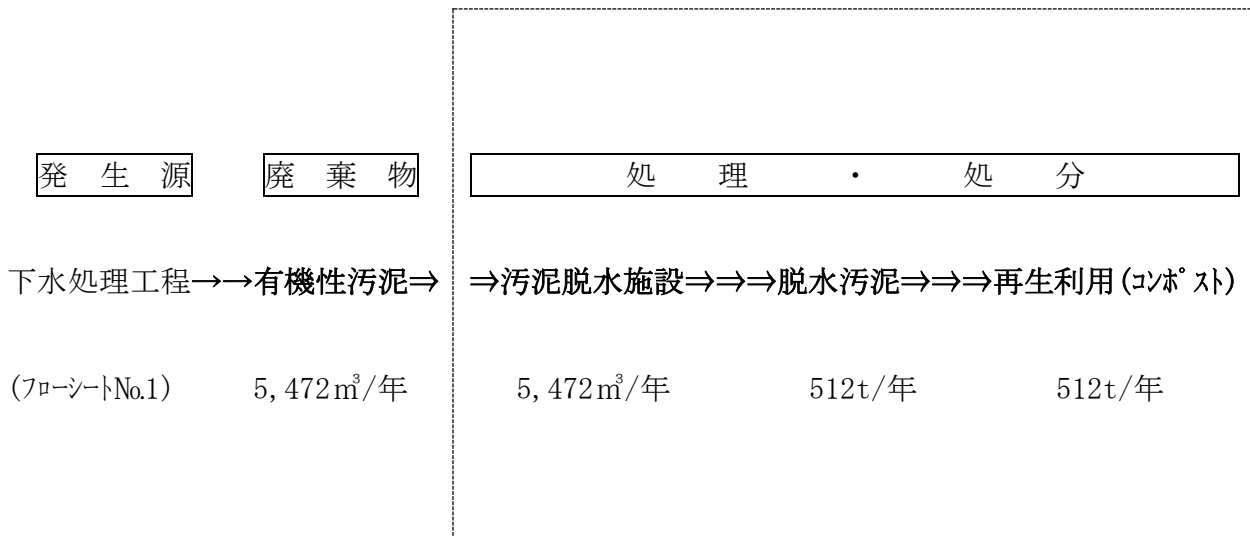 発生源 廃棄物 処理・処分
下水処理工程→→有機性汚泥⇒ ⇒汚泥脱水施設⇒⇒⇒脱水汚泥⇒⇒⇒再生利用(ｺﾝﾎﾟｽﾄ)
(ﾌﾛｰｼｰﾄNo.1) 5,472㎥/年 5,472㎥/年 512t/年 512t/年